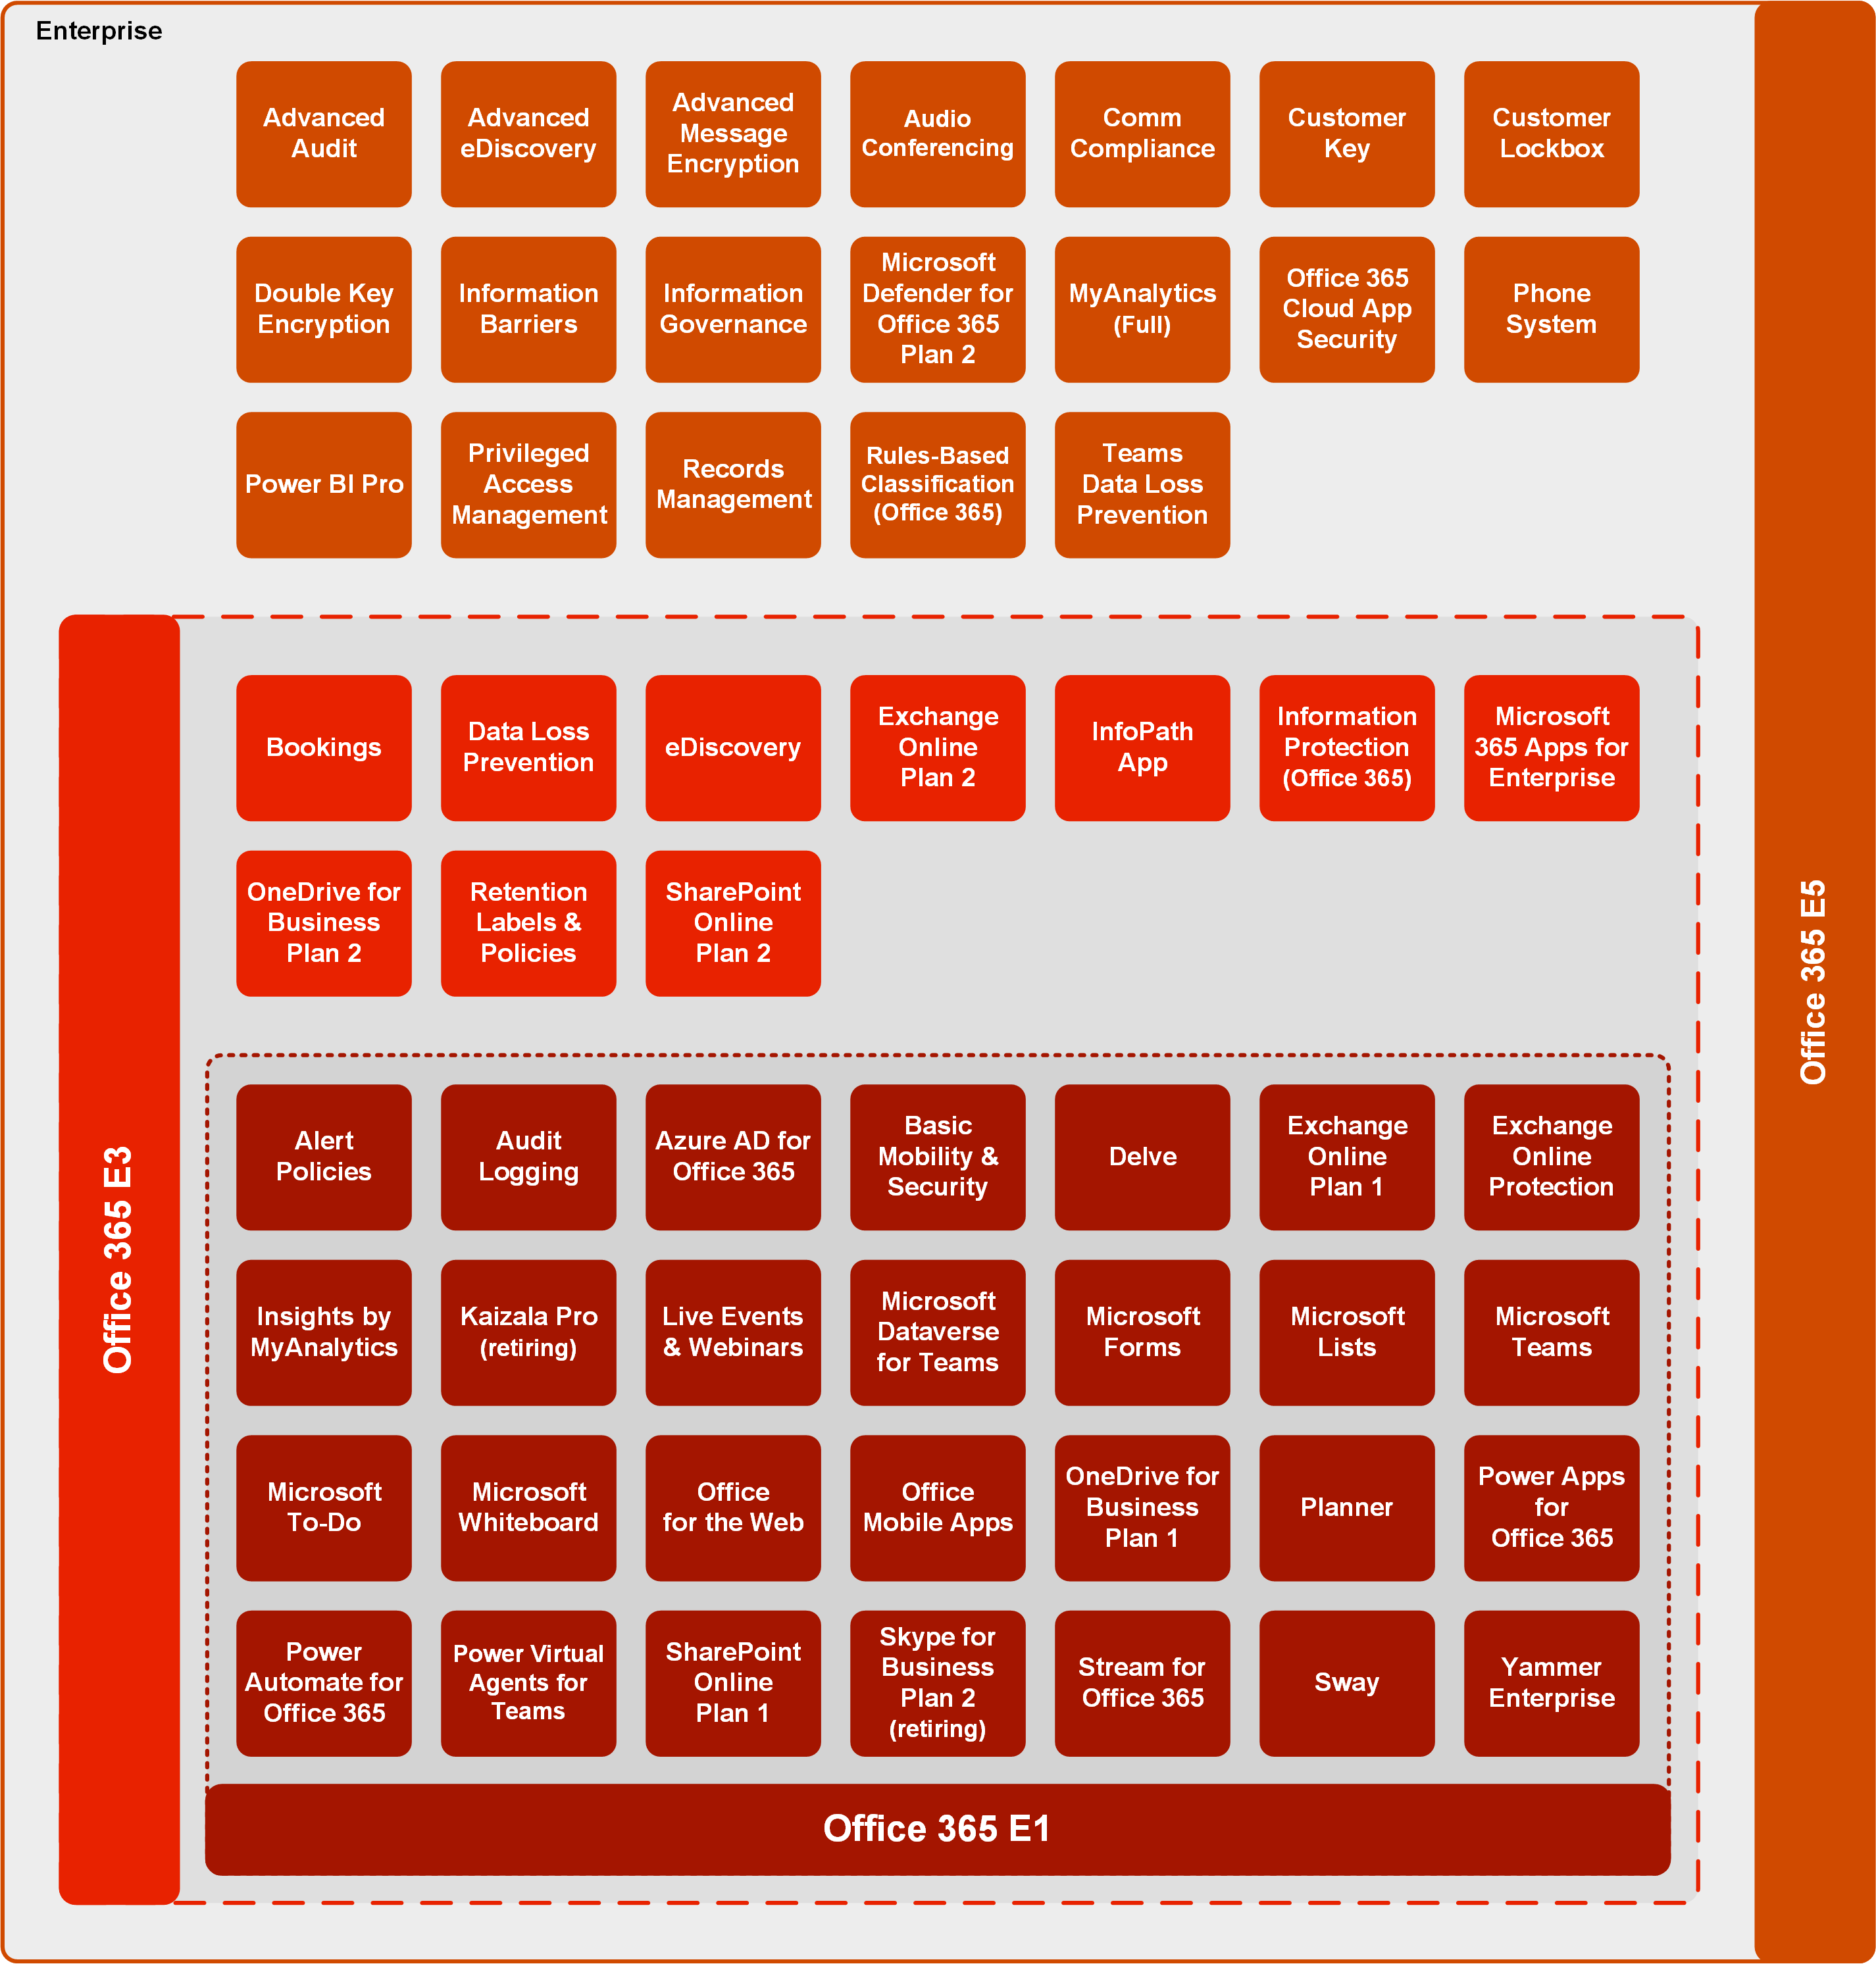 Enterprise
Advanced
Audit
Advanced
eDiscovery
Advanced
Message
Encryption
Audio
Conferencing
Comm
Compliance
Customer
Key
Customer
Lockbox
Double Key
Encryption
Information
Barriers
Information
Governance
Microsoft
Defender for
Office 365
Plan 2
MyAnalytics
(Full)
Office 365
Cloud App
Security
Phone
System
Power BI Pro
Privileged
Access
Management
Records
Management
Rules-Based
Classification
(Office 365)
Teams
Data Loss
Prevention
Office 365 E5
Office 365 E3
Bookings
Data Loss
Prevention
eDiscovery
Exchange
Online
Plan 2
InfoPath
App
Information
Protection
(Office 365)
Microsoft
365 Apps for
Enterprise
OneDrive for
Business
Plan 2
Retention
Labels &
Policies
SharePoint
Online
Plan 2
Alert
Policies
Audit
Logging
Azure AD for
Office 365
Basic
Mobility &
Security
Delve
Exchange
Online
Plan 1
Exchange
Online
Protection
Insights by
MyAnalytics
Kaizala Pro
(retiring)
Live Events
& Webinars
Microsoft
Dataverse
for Teams
Microsoft
Forms
Microsoft
Lists
Microsoft
Teams
Microsoft
To-Do
Microsoft
Whiteboard
Office
for the Web
Office
Mobile Apps
OneDrive for
Business
Plan 1
Planner
Power Apps
for
Office 365
Power
Automate for
Office 365
Power Virtual
Agents for
Teams
SharePoint
Online
Plan 1
Skype for
Business
Plan 2
(retiring)
Stream for
Office 365
Sway
Yammer
Enterprise
Office 365 E1